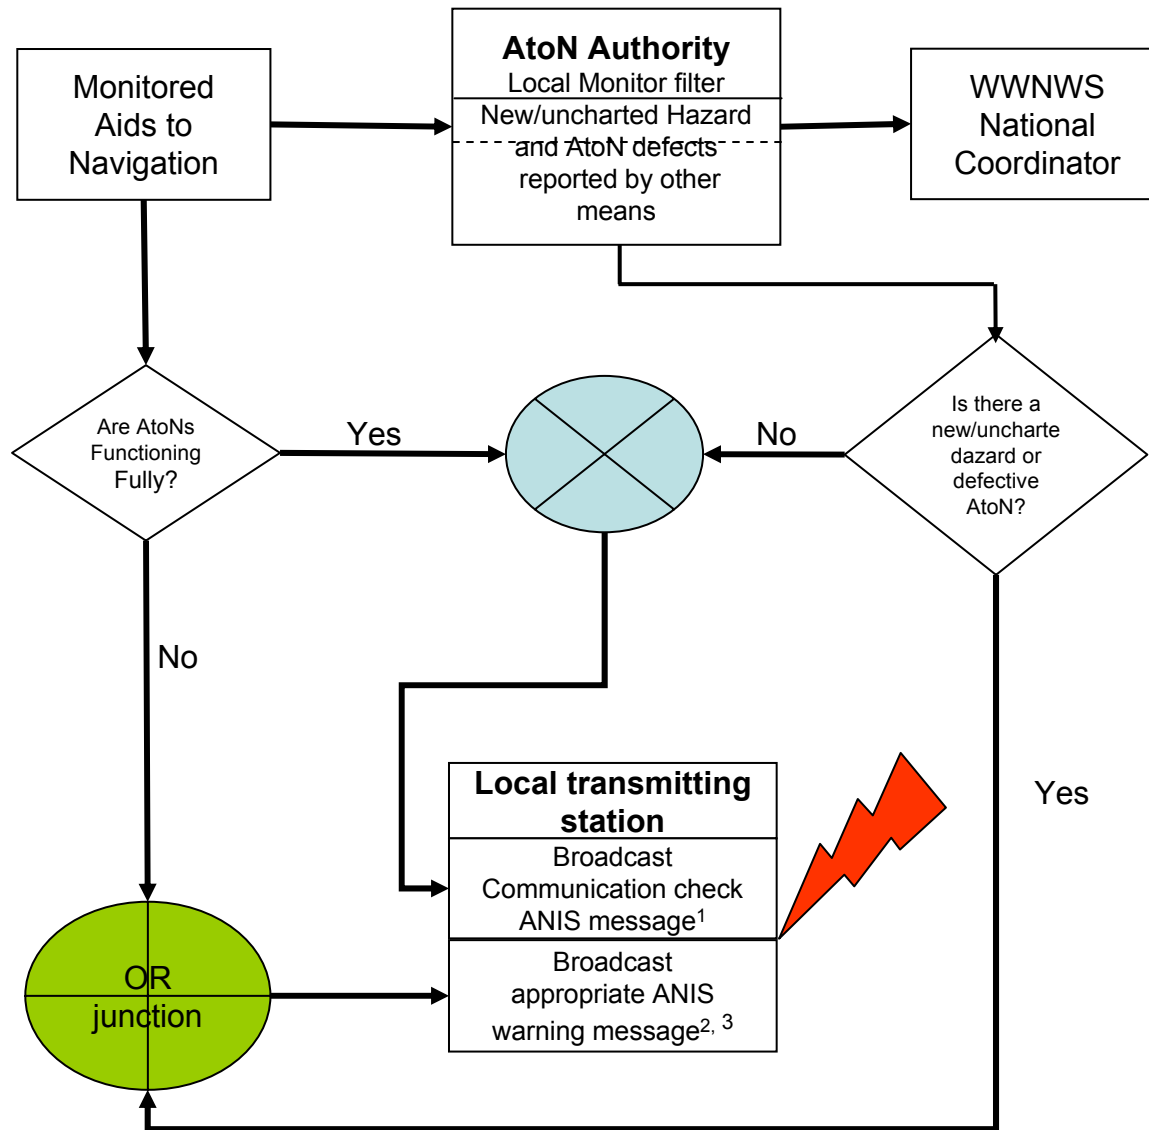 Monitored
Aids to
Navigation
AtoN Authority
Local Monitor filter
New/uncharted Hazard
and AtoN defects
reported by other
means
WWNWS
National
Coordinator
Are AtoNs
Functioning
Fully?
Yes
No
Is there a
new/uncharte
dazard or
defective
AtoN?
No
Yes
Local transmitting
station
Broadcast
Communication check
ANIS message¹
Broadcast
appropriate ANIS
warning message²˒ ³
OR
junction